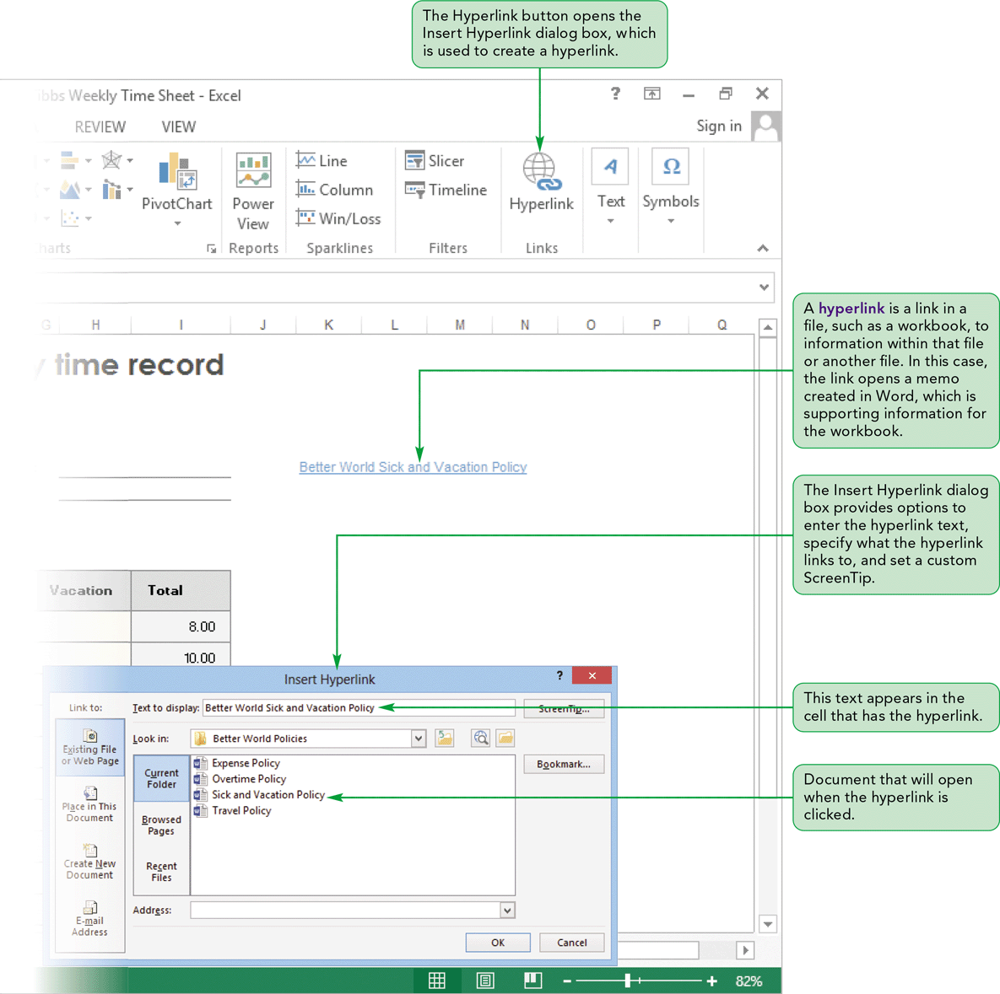 The Hyperlink button opens the
Insert Hyperlink dialog box, which
is used to create a hyperlink.
bbs Weekly Time Sheet - Excel
?
REVIEW VIEW
Sign in
PivotChart
Power
View
Line
Column
Win/Loss
Slicer
Timeline
Hyperlink
A
Text
Ω
Symbols
harts
Reports
Sparklines
Filters
Links
G H I J K L M N O P Q
y time record
A hyperlink is a link in a
file, such as a workbook, to
information within that file
or another file. In this case,
the link opens a memo
created in Word, which is
supporting information for
the workbook.
Better World Sick and Vacation Policy
The Insert Hyperlink dialog
box provides options to
enter the hyperlink text,
specify what the hyperlink
links to, and set a custom
ScreenTip.
Vacation Total
8.00
10.00
Insert Hyperlink
?
Link to:
Text to display: Better World Sick and Vacation Policy
ScreenTip...
This text appears in the
cell that has the hyperlink.
Existing File
or Web Page
Look in: Better World Policies
Current
Folder
Expense Policy
Overtime Policy
Sick and Vacation Policy
Travel Policy
Bookmark...
Document that will open
when the hyperlink is
clicked.
Place in This
Document
Browsed
Pages
Create New
Document
Recent
Files
E-mail
Address
Address:
OK Cancel
82%